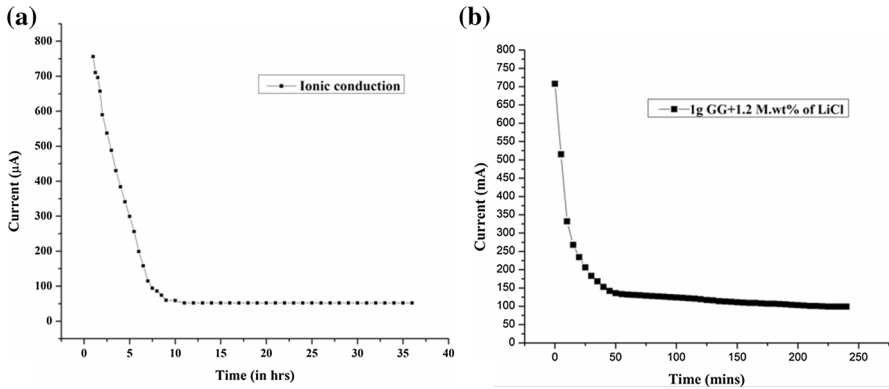 (a)
800
700
600
500
400
300
200
100
0
Current (μA)
Ionic conduction
0 5 10 15 20 25 30 35 40
Time (in hrs)
(b)
800
750
700
650
600
550
500
450
400
350
300
250
200
150
100
50
0
Current (mA)
1g GG+1.2 M.wt% of LiCl
0 50 100 150 200 250
Time (mins)